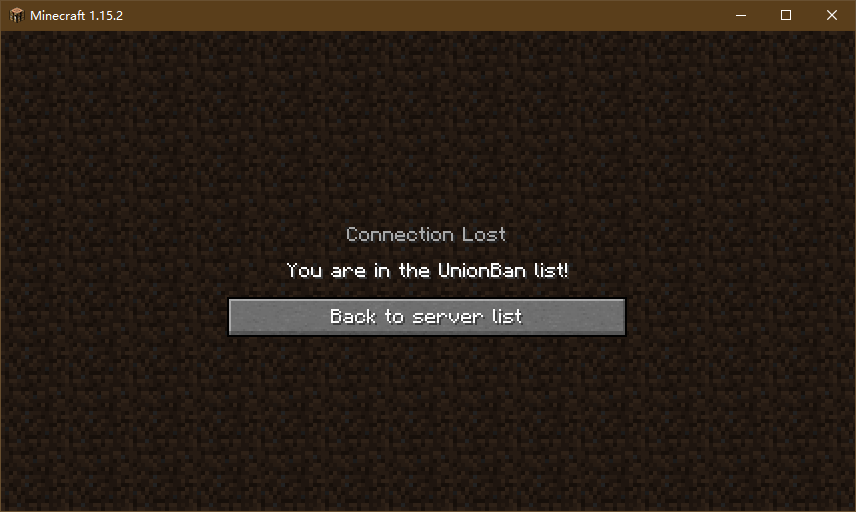 Minecraft 1.15.2
Connection Lost
You are in the UnionBan list!
Back to server list